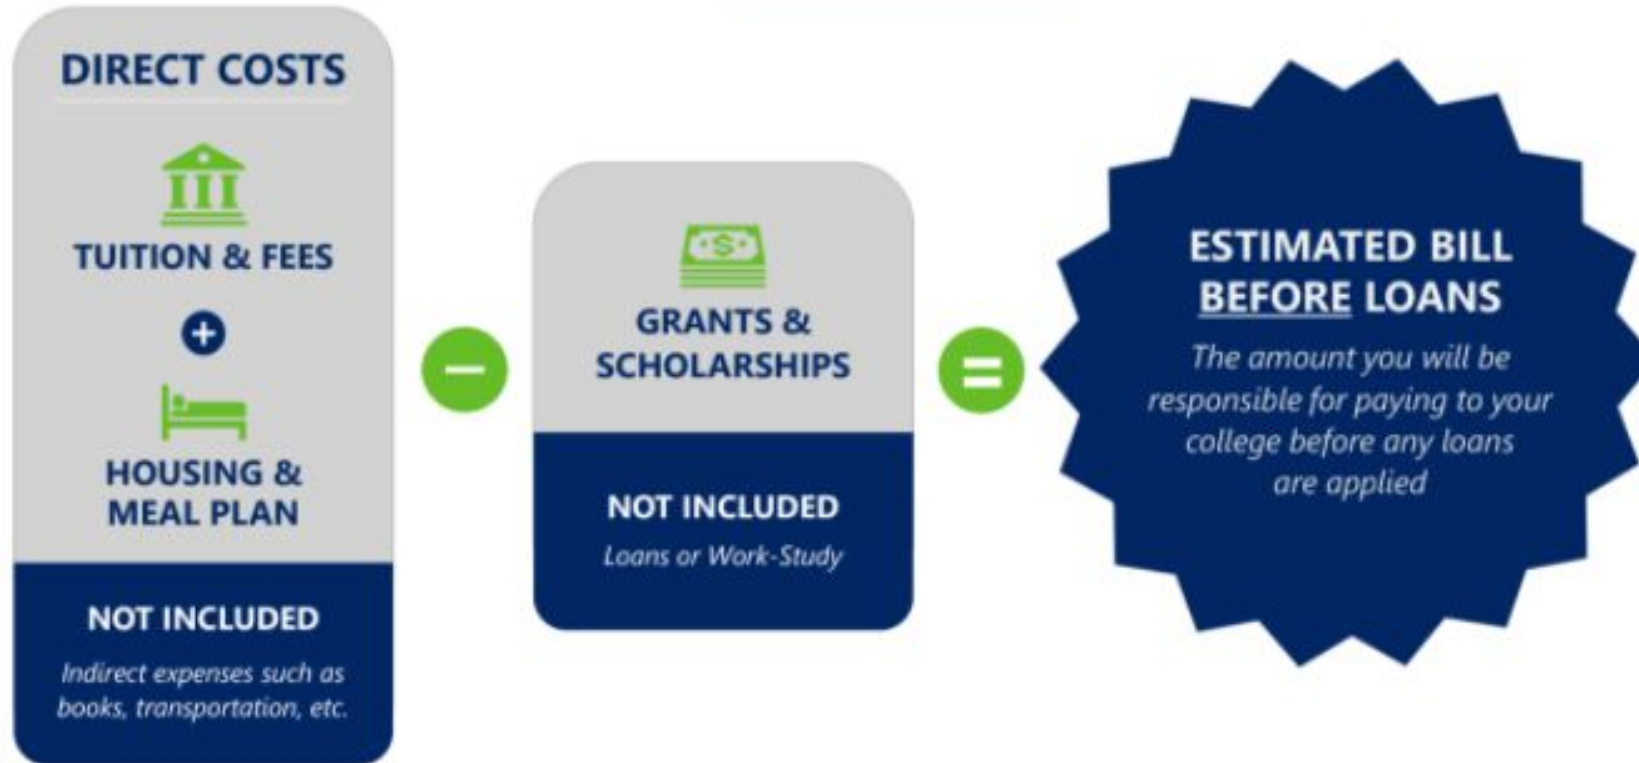 DIRECT COSTS
TUITION & FEES
+
HOUSING &
MEAL PLAN
NOT INCLUDED
Indirect expenses such as
books, transportation, etc.
−
$
GRANTS &
SCHOLARSHIPS
NOT INCLUDED
Loans or Work-Study
=
ESTIMATED BILL
BEFORE LOANS
The amount you will be
responsible for paying to your
college before any loans
are applied